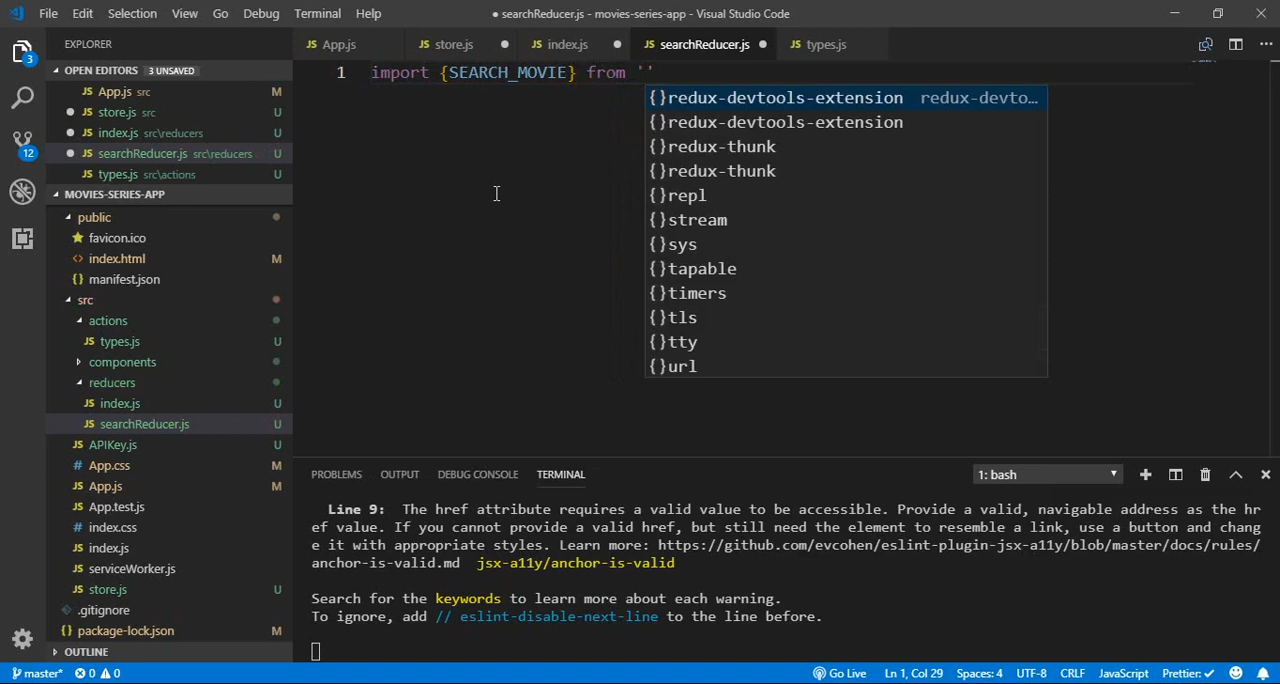 File Edit Selection View Go Debug Terminal Help
● searchReducer.js - movies-series-app - Visual Studio Code
EXPLORER
OPEN EDITORS 3 UNSAVED
JS App.js src M
JS store.js src U
JS index.js src\reducers U
JS searchReducer.js src\reducers U
JS types.js src\actions U
MOVIES-SERIES-APP
public
favicon.ico
<> index.html M
{} manifest.json
src
actions
JS types.js U
components
reducers
JS index.js U
JS searchReducer.js U
JS APIKey.js U
# App.css M
JS App.js M
JS App.test.js
# index.css
JS index.js
JS serviceWorker.js
JS store.js U
.gitignore
{} package-lock.json M
OUTLINE
3
12
JS App.js JS store.js JS index.js JS searchReducer.js JS types.js
1 import {SEARCH_MOVIE} from ''
{} redux-devtools-extension redux-devto…
{} redux-devtools-extension
{} redux-thunk
{} redux-thunk
{} repl
{} stream
{} sys
{} tapable
{} timers
{} tls
{} tty
{} url
PROBLEMS OUTPUT DEBUG CONSOLE TERMINAL 1: bash
Line 9: The href attribute requires a valid value to be accessible. Provide a valid, navigable address as the hr
ef value. If you cannot provide a valid href, but still need the element to resemble a link, use a button and chang
e it with appropriate styles. Learn more: https://github.com/evcohen/eslint-plugin-jsx-a11y/blob/master/docs/rules/
anchor-is-valid.md jsx-a11y/anchor-is-valid
Search for the keywords to learn more about each warning.
To ignore, add // eslint-disable-next-line to the line before.
master* 0 0 Go Live Ln 1, Col 29 Spaces: 4 UTF-8 CRLF JavaScript Prettier: ✓